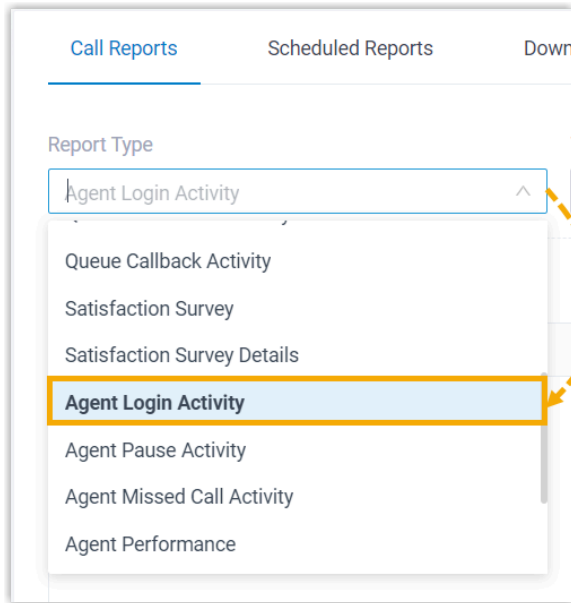 Call Reports Scheduled Reports Down
Report Type
Agent Login Activity
Queue Callback Activity
Satisfaction Survey
Satisfaction Survey Details
Agent Login Activity
Agent Pause Activity
Agent Missed Call Activity
Agent Performance